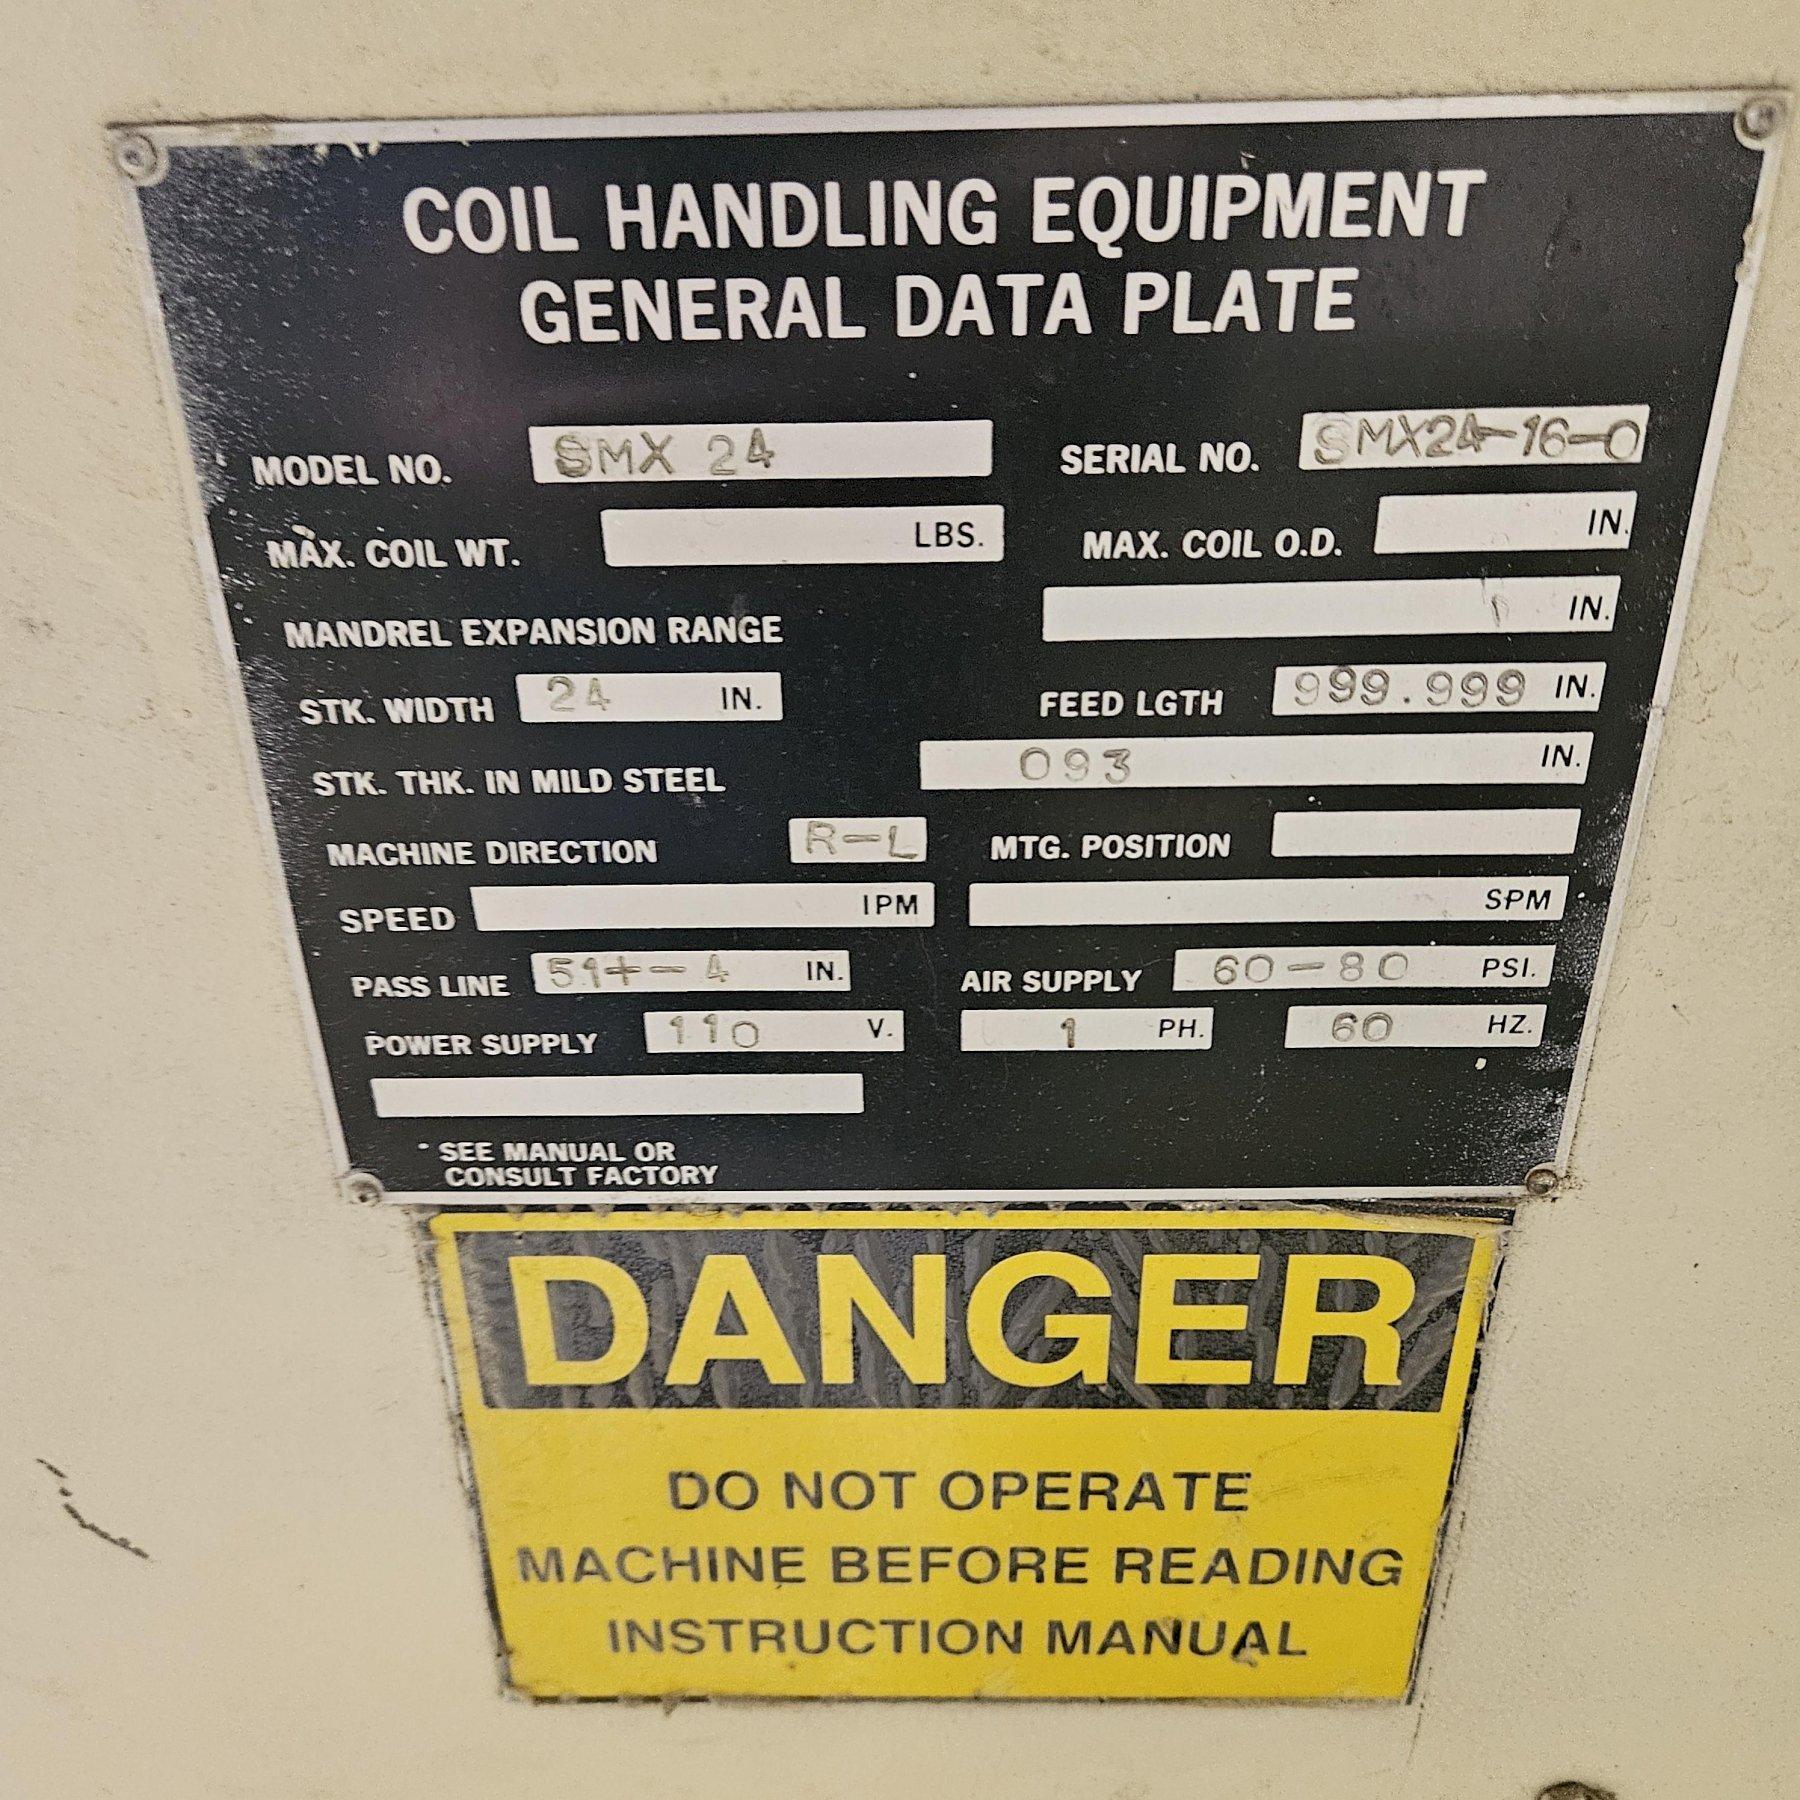 COIL HANDLING EQUIPMENT
GENERAL DATA PLATE
MODEL NO. SMX 24 SERIAL NO. SMX24-16-0
MAX. COIL WT. LBS. MAX. COIL O.D. IN.
MANDREL EXPANSION RANGE IN.
STK. WIDTH 24 IN. FEED LGTH 999.999 IN.
STK. THK. IN MILD STEEL 093 IN.
MACHINE DIRECTION R-L MTG. POSITION
SPEED IPM SPM
PASS LINE 51+-4 IN. AIR SUPPLY 60-80 PSI.
POWER SUPPLY 110 V. 1 PH. 60 HZ.
* SEE MANUAL OR
CONSULT FACTORY
DANGER
DO NOT OPERATE
MACHINE BEFORE READING
INSTRUCTION MANUAL